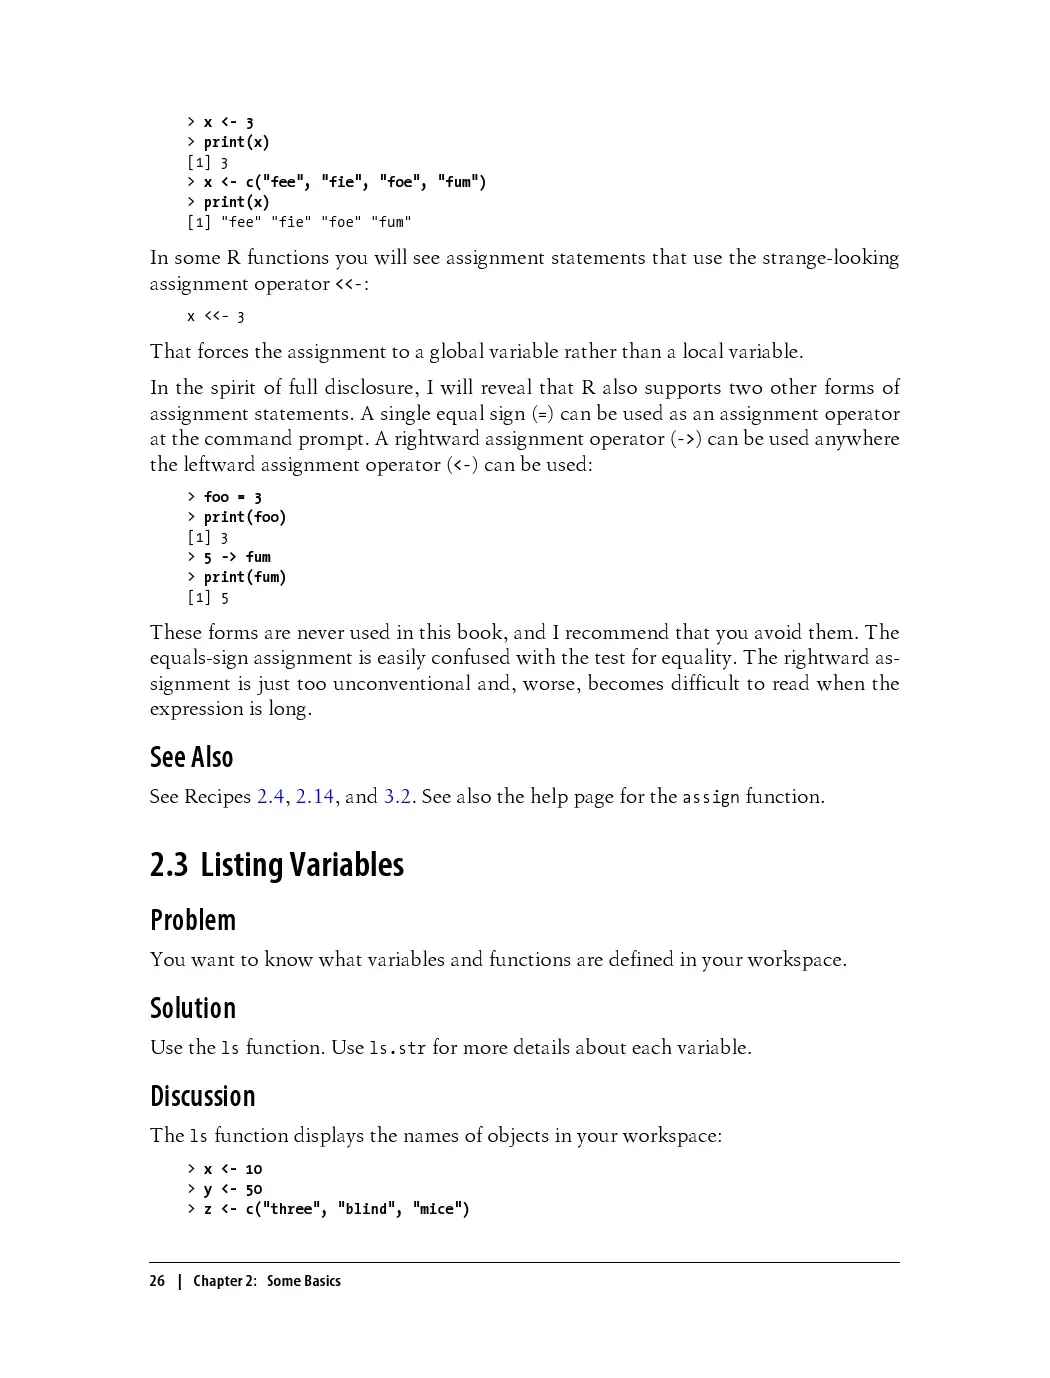 > x <- 3
> print(x)
[1] 3
> x <- c("fee", "fie", "foe", "fum")
> print(x)
[1] "fee" "fie" "foe" "fum"
In some R functions you will see assignment statements that use the strange-looking
assignment operator <<-:
x <<- 3
That forces the assignment to a global variable rather than a local variable.
In the spirit of full disclosure, I will reveal that R also supports two other forms of
assignment statements. A single equal sign (=) can be used as an assignment operator
at the command prompt. A rightward assignment operator (->) can be used anywhere
the leftward assignment operator (<-) can be used:
> foo = 3
> print(foo)
[1] 3
> 5 -> fum
> print(fum)
[1] 5
These forms are never used in this book, and I recommend that you avoid them. The
equals-sign assignment is easily confused with the test for equality. The rightward as-
signment is just too unconventional and, worse, becomes difficult to read when the
expression is long.
See Also
See Recipes 2.4, 2.14, and 3.2. See also the help page for the assign function.
2.3 Listing Variables
Problem
You want to know what variables and functions are defined in your workspace.
Solution
Use the ls function. Use ls.str for more details about each variable.
Discussion
The ls function displays the names of objects in your workspace:
> x <- 10
> y <- 50
> z <- c("three", "blind", "mice")
26 | Chapter 2: Some Basics